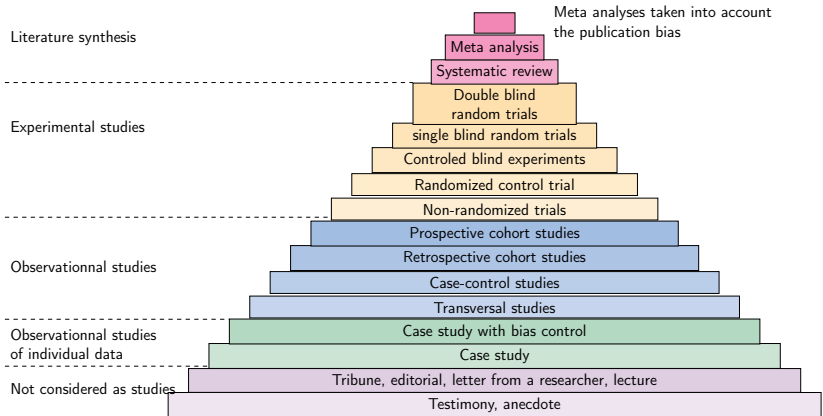 Meta analyses taken into account
the publication bias
Literature synthesis
Meta analysis
Systematic review
Double blind
random trials
Experimental studies
single blind random trials
Controled blind experiments
Randomized control trial
Non-randomized trials
Prospective cohort studies
Retrospective cohort studies
Observationnal studies
Case-control studies
Transversal studies
Observationnal studies
of individual data
Case study with bias control
Case study
Not considered as studies
Tribune, editorial, letter from a researcher, lecture
Testimony, anecdote